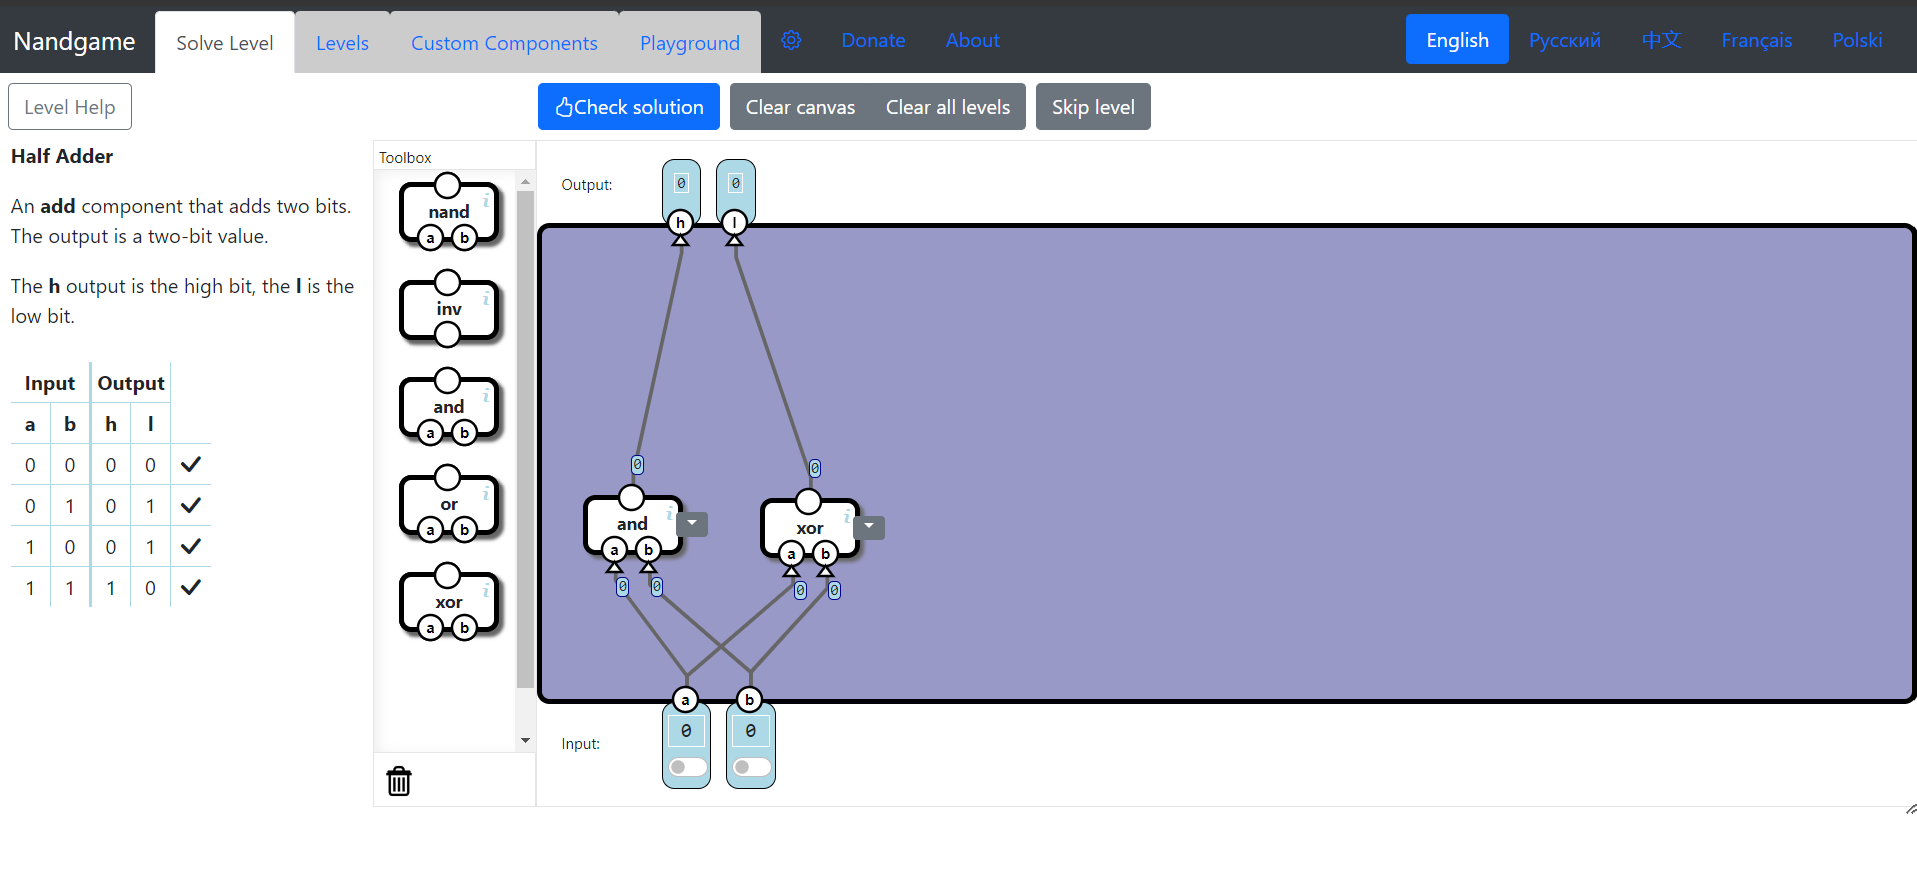 Nandgame
Solve Level
Levels
Custom Components
Playground
Donate
About
English
Русский
中文
Français
Polski
Level Help
Check solution
Clear canvas
Clear all levels
Skip level
Half Adder
An add component that adds two bits.
The output is a two-bit value.
The h output is the high bit, the l is the
low bit.
Input Output
a b h l
0 0 0 0
0 1 0 1
1 0 0 1
1 1 1 0
Toolbox
nand
i
a b
inv
i
and
i
a b
or
i
a b
xor
i
a b
Output:
0 0
h l
0 0
and
i
a b
0 0
xor
i
a b
0 0
a b
Input:
0 0